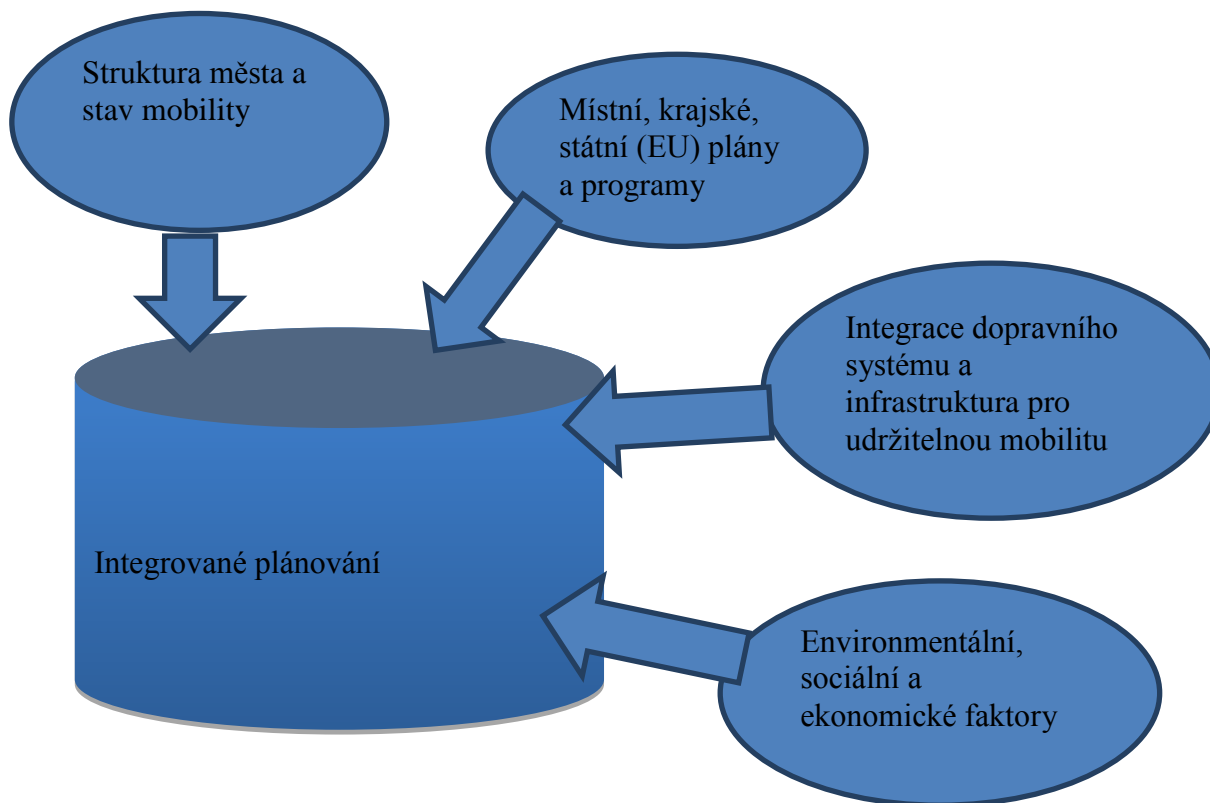 Struktura města a
stav mobility
Místní, krajské,
státní (EU) plány
a programy
Integrace dopravního
systému a
infrastruktura pro
udržitelnou mobilitu
Integrované plánování
Environmentální,
sociální a
ekonomické faktory